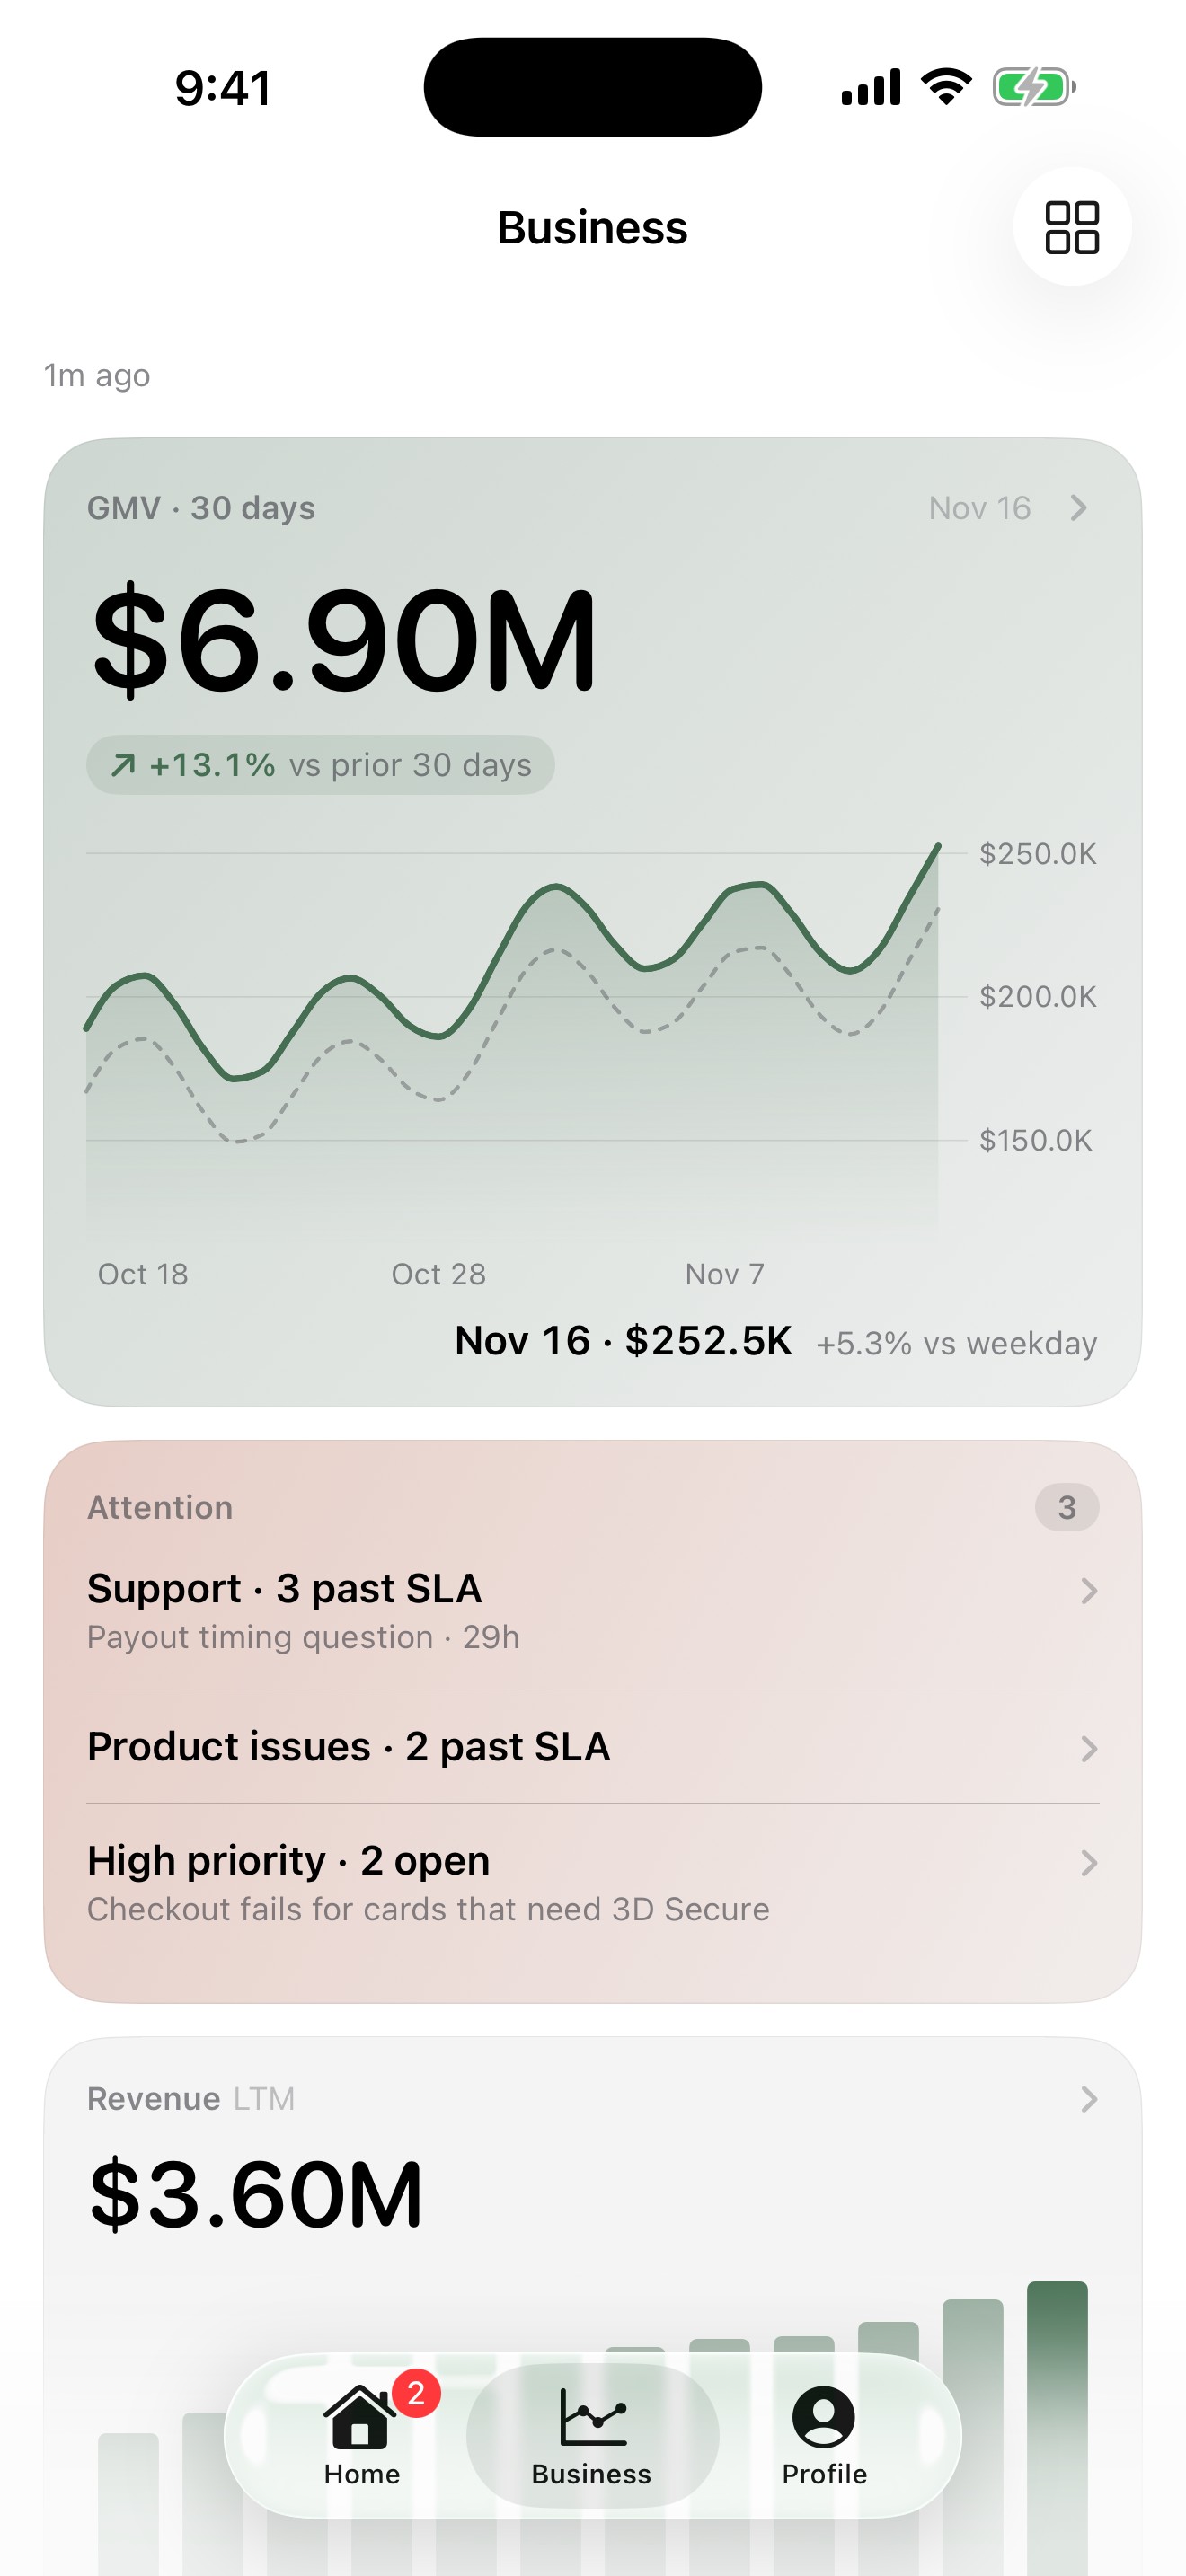 9:41
Business
1m ago
GMV · 30 days
Nov 16
$6.90M
+13.1% vs prior 30 days
$250.0K
$200.0K
$150.0K
Oct 18
Oct 28
Nov 7
Nov 16 · $252.5K +5.3% vs weekday
Attention
3
Support · 3 past SLA
Payout timing question · 29h
Product issues · 2 past SLA
High priority · 2 open
Checkout fails for cards that need 3D Secure
Revenue LTM
$3.60M
2
Home
Business
Profile